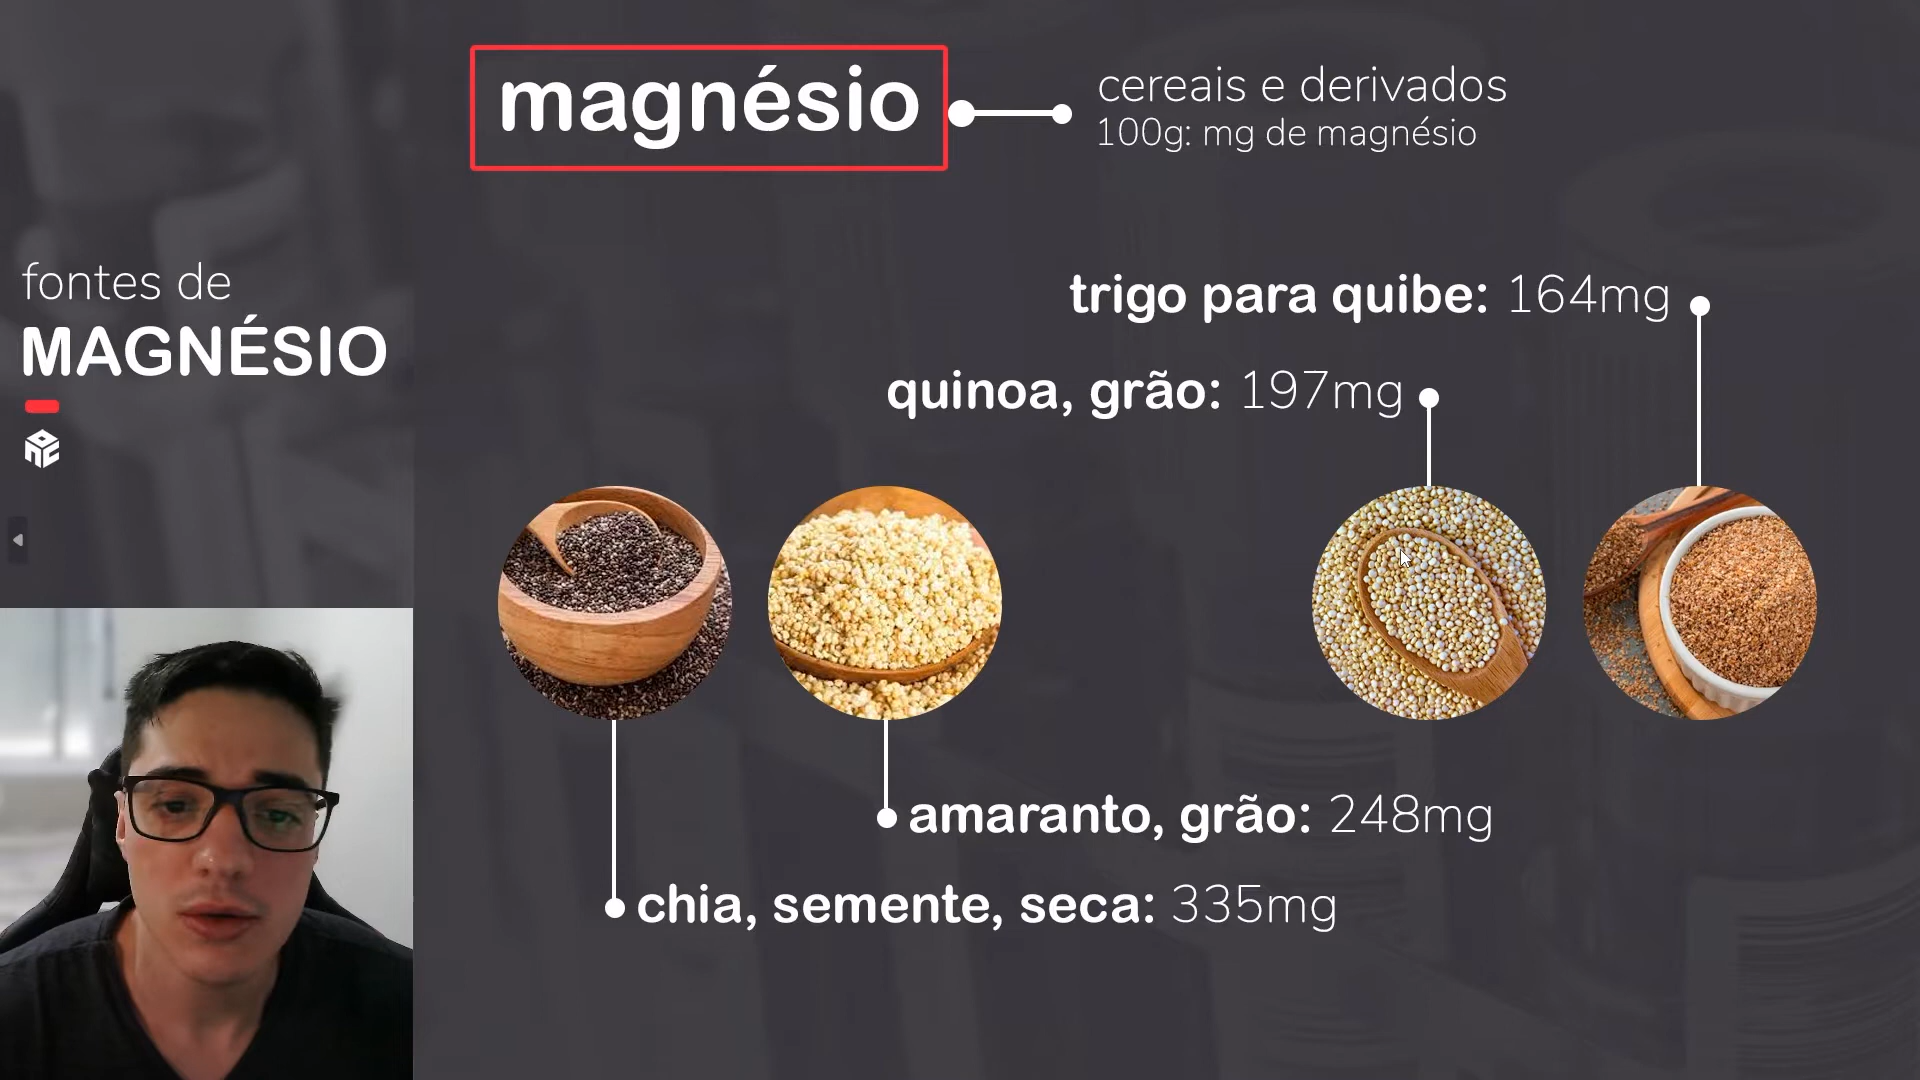 magnésio
cereais e derivados
100g: mg de magnésio
fontes de
MAGNÉSIO
trigo para quibe: 164mg
quinoa, grão: 197mg
amaranto, grão: 248mg
chia, semente, seca: 335mg